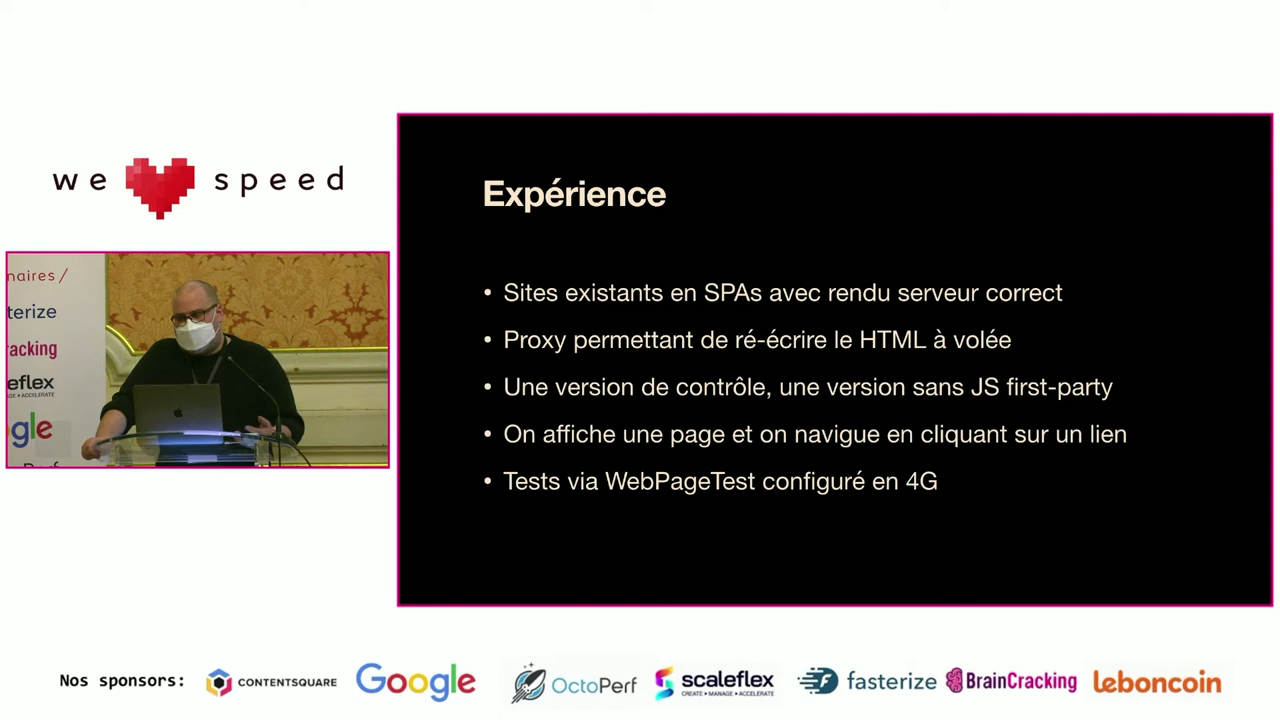 we speed
naires/
terize
racking
eflex
GE • ACCELERATE
gle
Expérience
• Sites existants en SPAs avec rendu serveur correct
• Proxy permettant de ré-écrire le HTML à volée
• Une version de contrôle, une version sans JS first-party
• On affiche une page et on navigue en cliquant sur un lien
• Tests via WebPageTest configuré en 4G
Nos sponsors: CONTENTSQUARE Google OctoPerf scaleflex fasterize BrainCracking leboncoin
CREATE • MANAGE • ACCELERATE